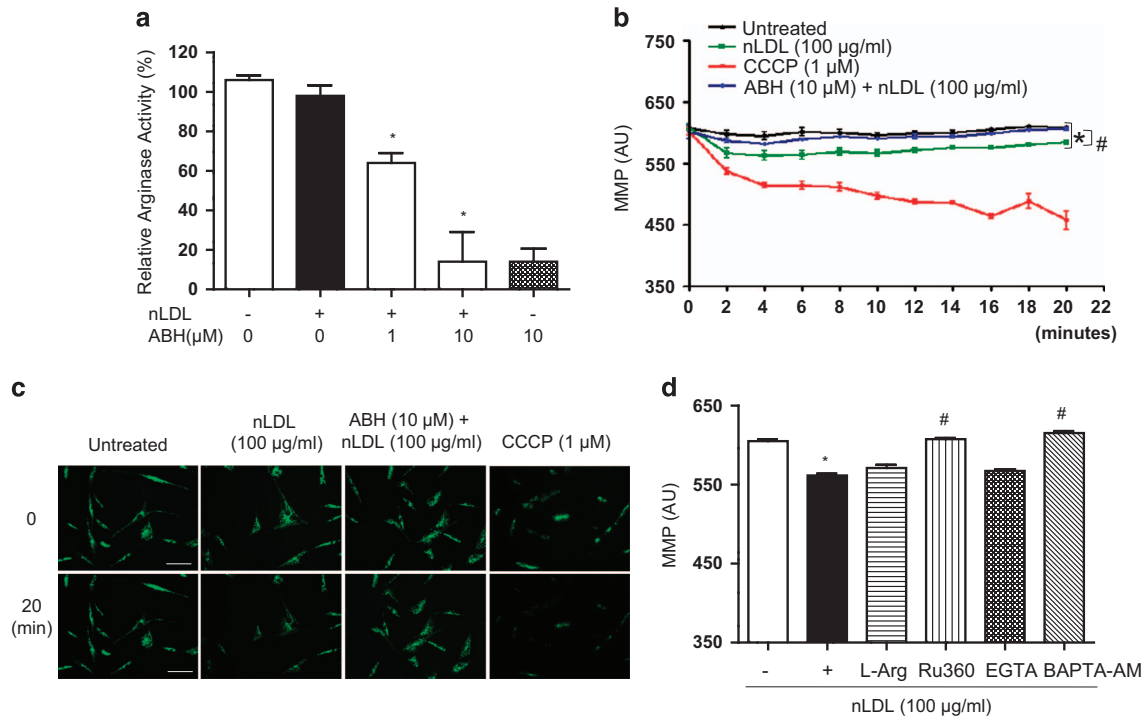 a
Relative Arginase Activity (%)
120
100
80
60
40
20
0
* * 
nLDL - + + + -
ABH(µM) 0 0 1 10 10
b
MMP (AU)
750
600
550
450
350
Untreated
nLDL (100 µg/ml)
CCCP (1 µM)
ABH (10 µM) + nLDL (100 µg/ml)
* #
0 2 4 6 8 10 12 14 16 18 20 22
(minutes)
c
Untreated
nLDL
(100 µg/ml)
ABH (10 µM) +
nLDL (100 µg/ml)
CCCP (1 µM)
0
20
(min)
d
MMP (AU)
650
550
450
350
* # #
- + L-Arg Ru360 EGTA BAPTA-AM
nLDL (100 µg/ml)